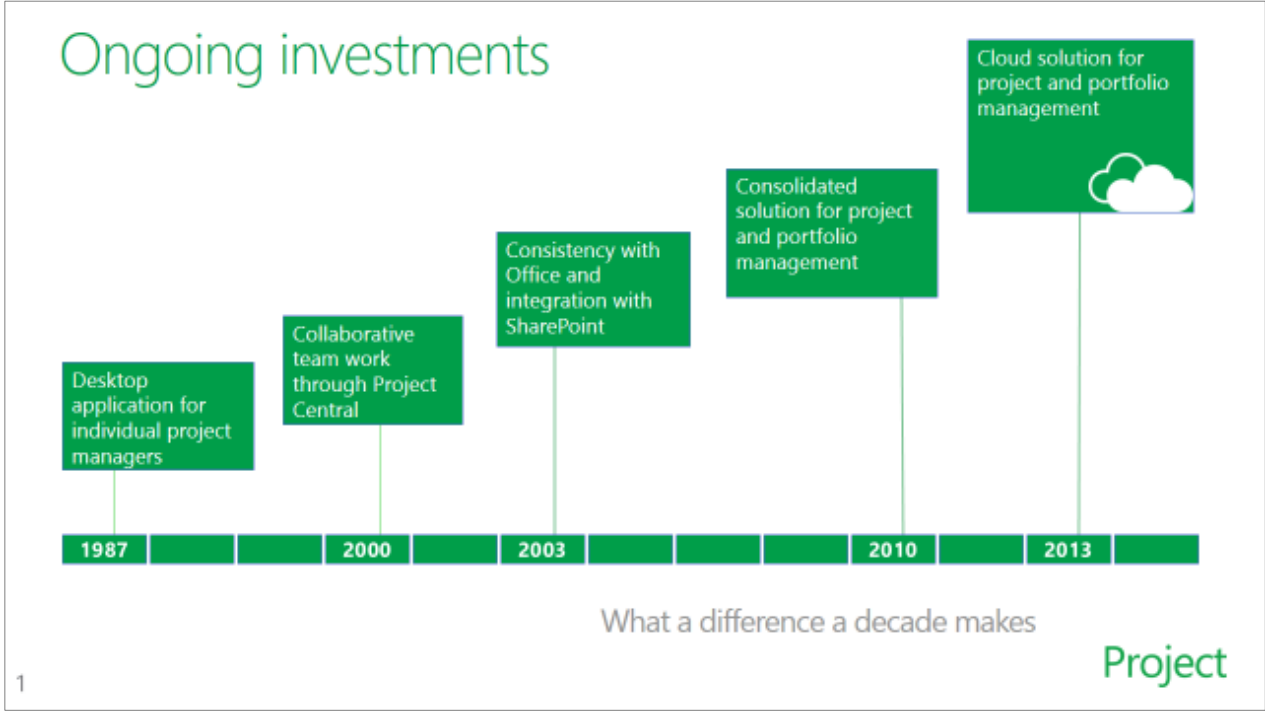 Ongoing investments
Cloud solution for
project and portfolio
management
Consolidated
solution for project
and portfolio
management
Consistency with
Office and
integration with
SharePoint
Collaborative
team work
through Project
Central
Desktop
application for
individual project
managers
1987 2000 2003 2010 2013
What a difference a decade makes
Project
1